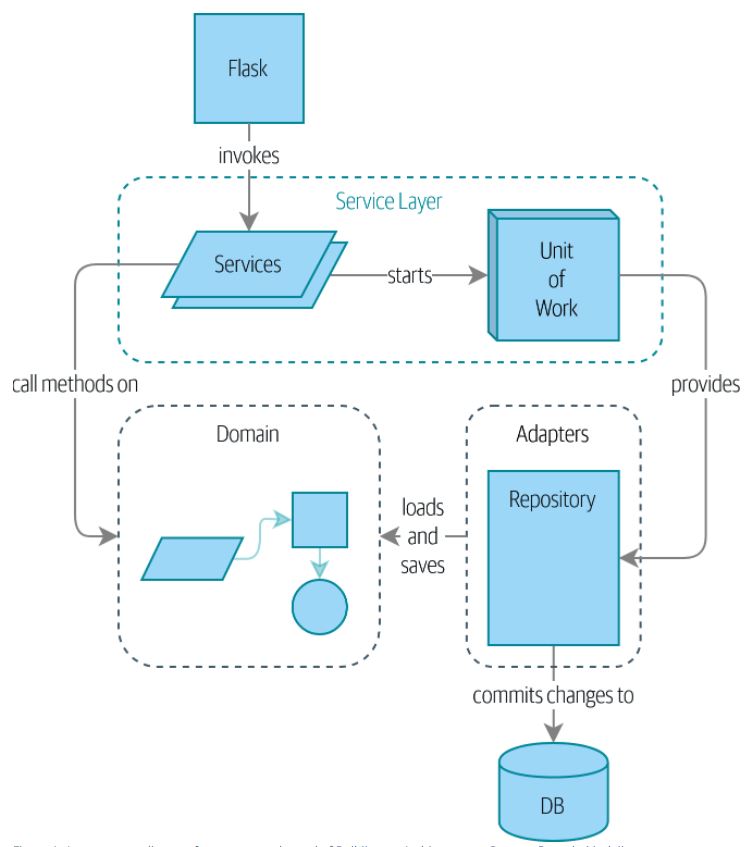 Flask
invokes
Service Layer
Services
starts
Unit
of
Work
call methods on
provides
Domain
Adapters
Repository
loads
and
saves
commits changes to
DB